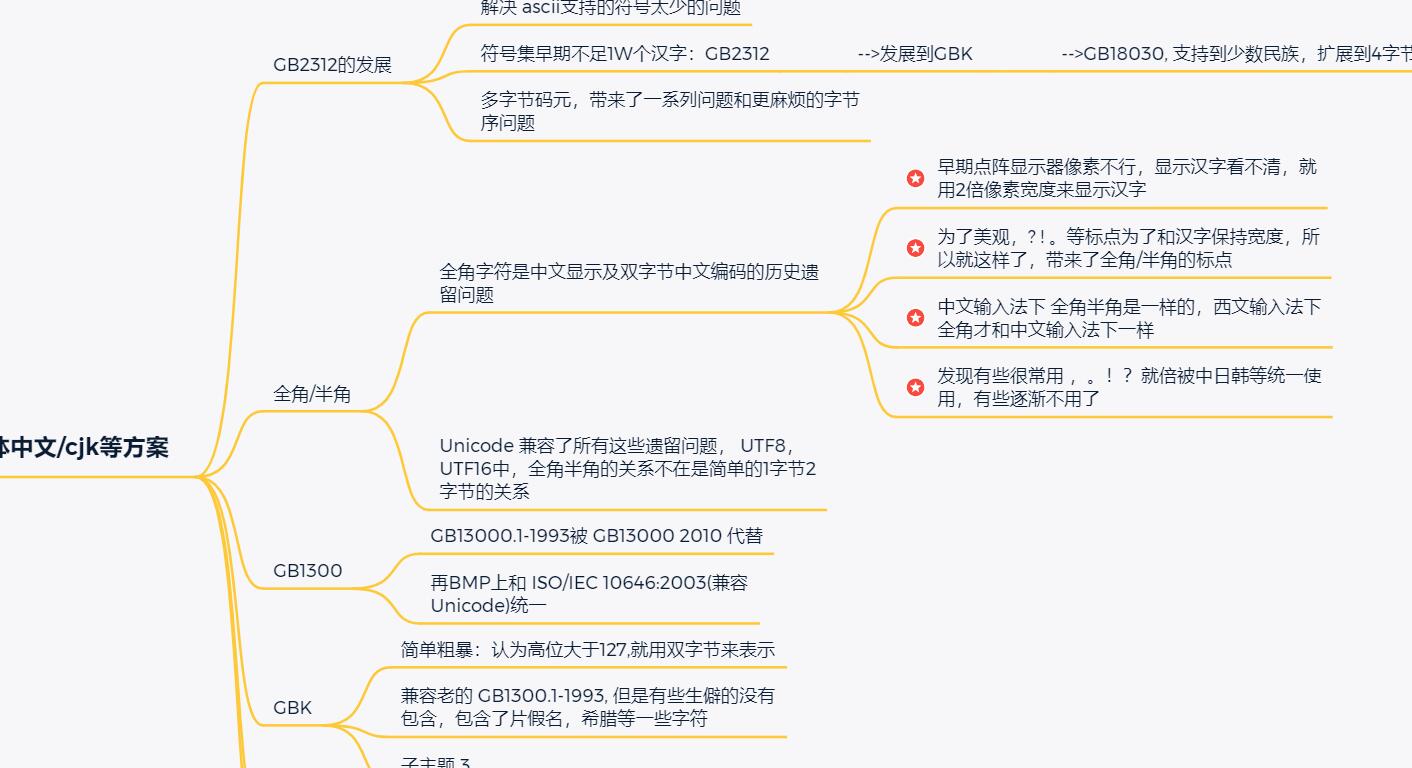 解决 ascii支持的符号太少的问题
GB2312的发展
符号集早期不足1W个汉字：GB2312 -->发展到GBK -->GB18030, 支持到少数民族，扩展到4字节
多字节码元，带来了一系列问题和更麻烦的字节
序问题
早期点阵显示器像素不行，显示汉字看不清，就
用2倍像素宽度来显示汉字
为了美观，? ! 。等标点为了和汉字保持宽度，所
以就这样了，带来了全角/半角的标点
全角字符是中文显示及双字节中文编码的历史遗
留问题
中文输入法下 全角半角是一样的，西文输入法下
全角才和中文输入法下一样
发现有些很常用 ，。！？ 就倍被中日韩等统一使
用，有些逐渐不用了
全角/半角
体中文/cjk等方案
Unicode 兼容了所有这些遗留问题， UTF8，
UTF16中，全角半角的关系不在是简单的1字节2
字节的关系
GB13000.1-1993被 GB13000 2010 代替
GB1300
再BMP上和 ISO/IEC 10646:2003(兼容
Unicode)统一
简单粗暴：认为高位大于127,就用双字节来表示
GBK
兼容老的 GB1300.1-1993, 但是有些生僻的没有
包含，包含了片假名，希腊等一些字符
子主题 3